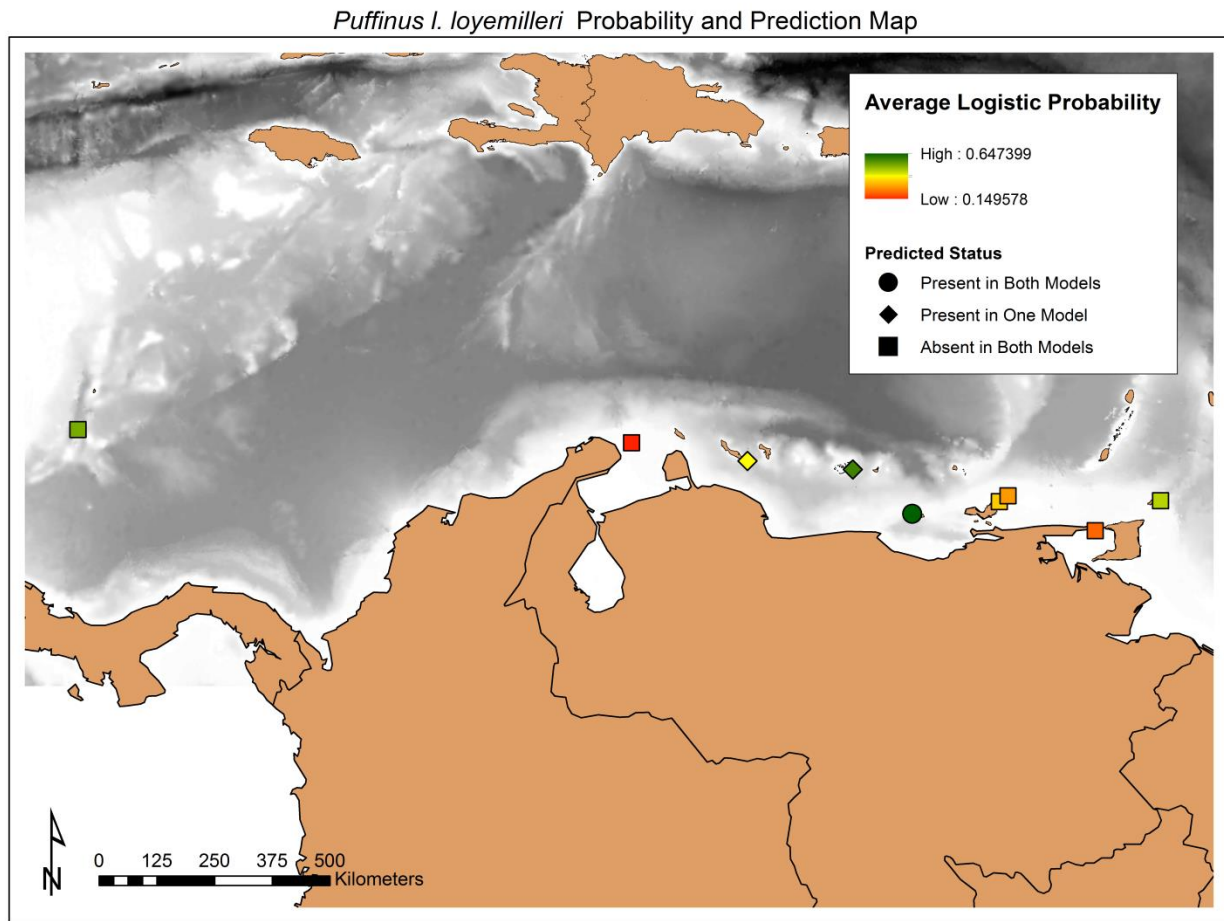 Puffinus l. loyemilleri Probability and Prediction Map
Average Logistic Probability
High : 0.647399
Low : 0.149578
Predicted Status
Present in Both Models
Present in One Model
Absent in Both Models
N
0 125 250 375 500
Kilometers